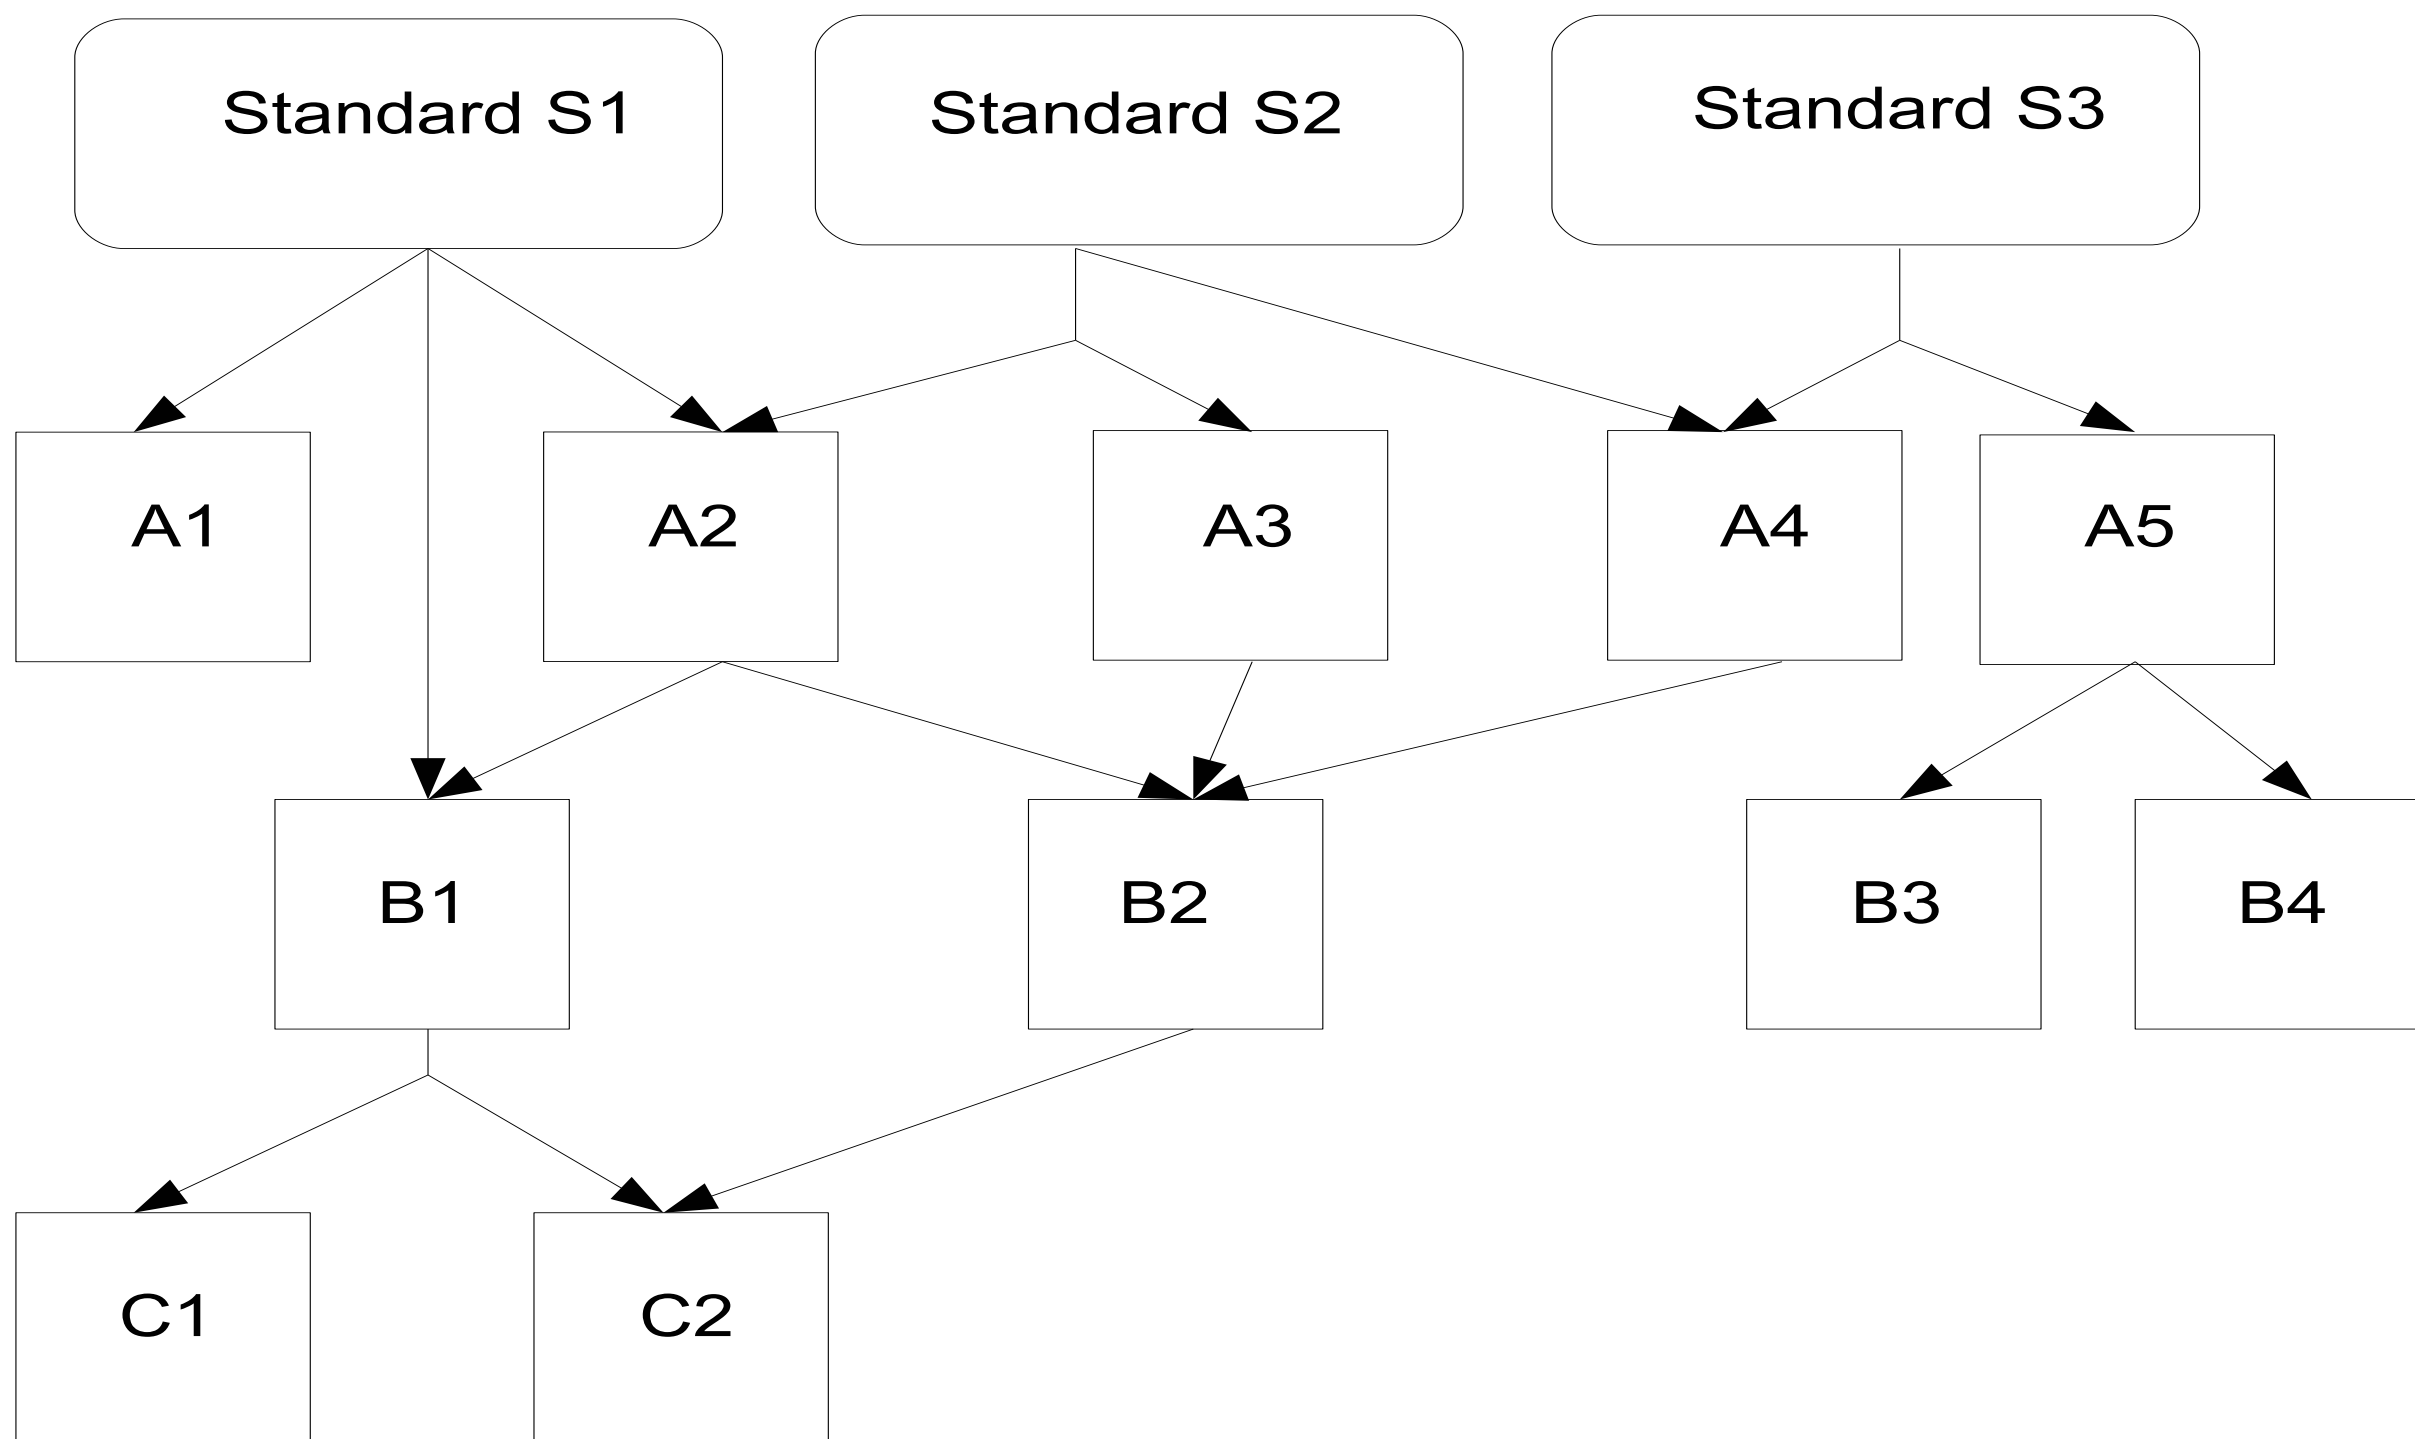 Standard S1
Standard S2
Standard S3
A1
A2
A3
A4
A5
B1
B2
B3
B4
C1
C2